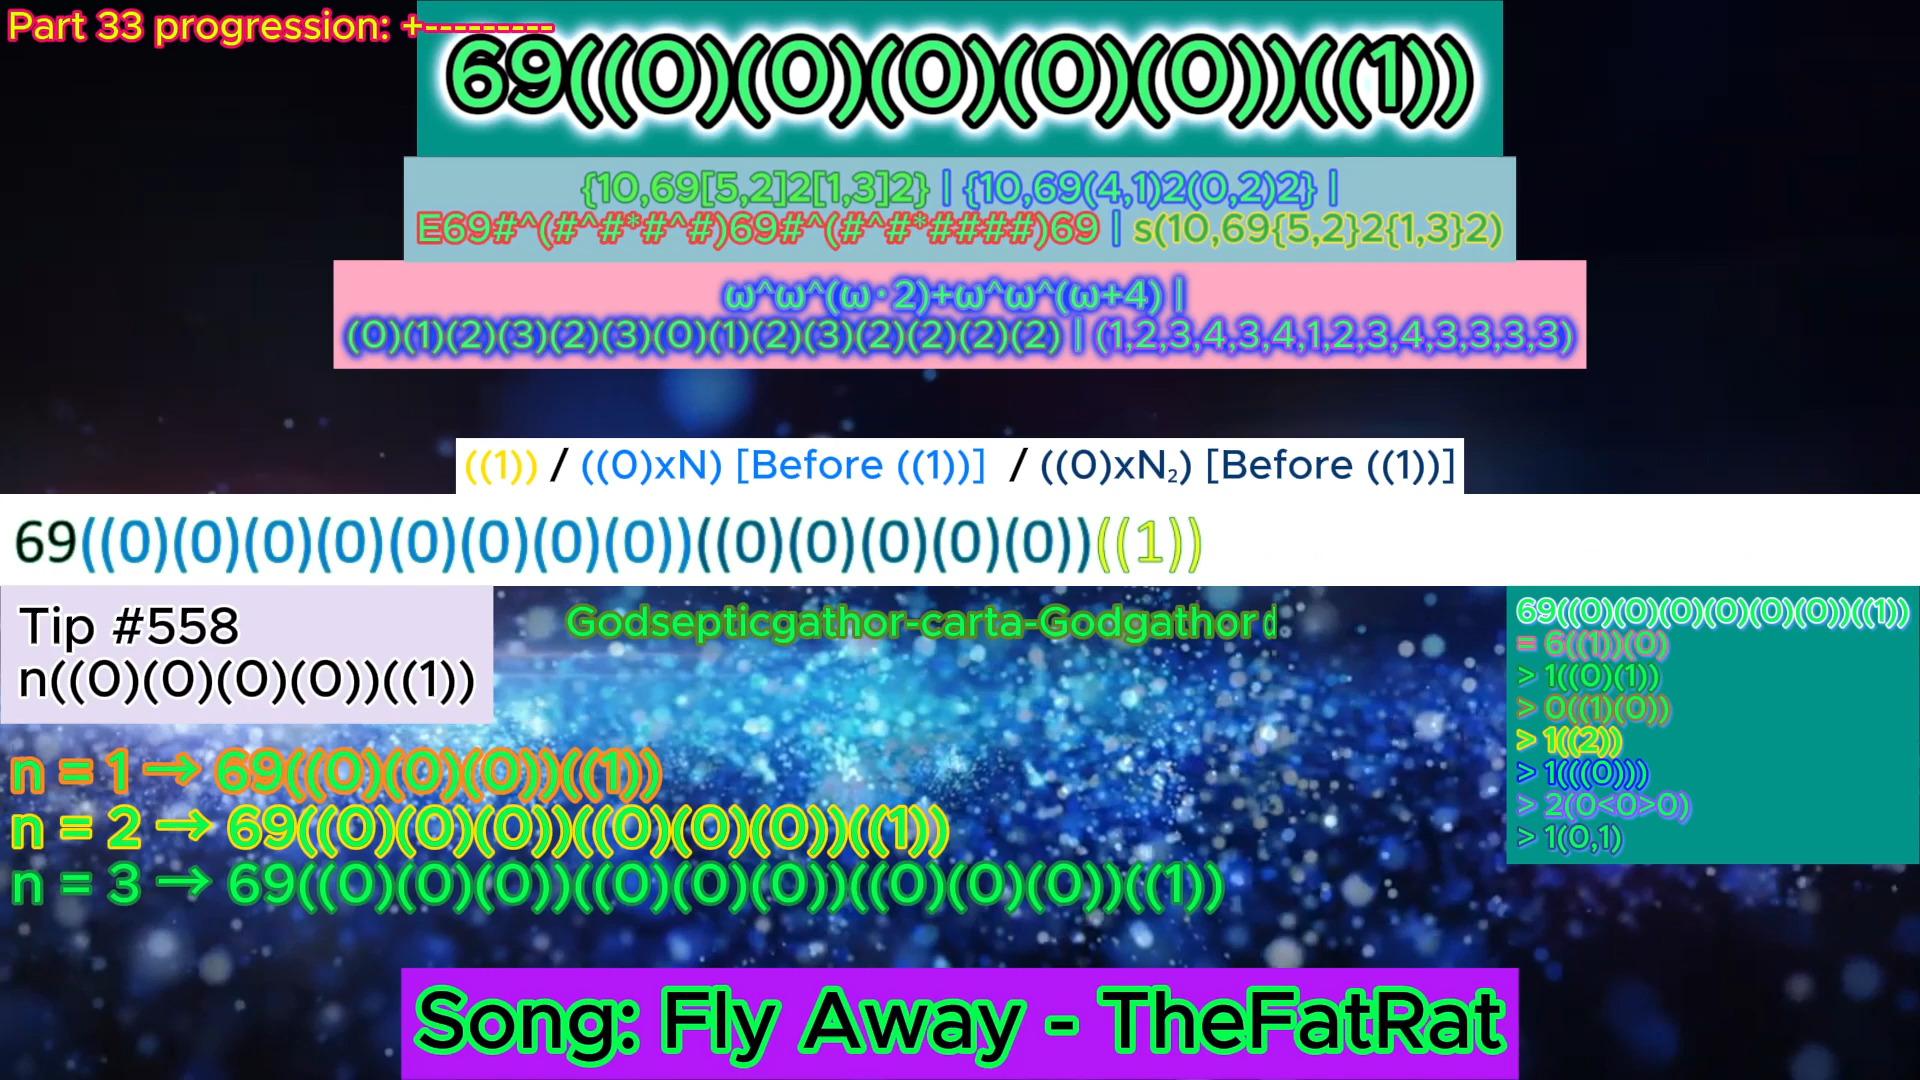 Part 33 progression: +---------
69((0)(0)(0)(0)(0))((1))
{10,69[5,2]2[1,3]2} | {10,69(4,1)2(0,2)2} |
E69#^(#^#*#^#)69#^(#^#*####)69 | s(10,69{5,2}2{1,3}2)
ω^ω^(ω·2)+ω^ω^(ω+4) |
(0)(1)(2)(3)(2)(3)(0)(1)(2)(3)(2)(2)(2)(2) | (1,2,3,4,3,4,1,2,3,4,3,3,3,3)
((1)) / ((0)xN) [Before ((1))] / ((0)xN₂) [Before ((1))]
69((0)(0)(0)(0)(0)(0)(0)(0))((0)(0)(0)(0)(0))((1))
Tip #558
n((0)(0)(0)(0))((1))
Godsepticgathor-carta-Godgathord
69((0)(0)(0)(0)(0)(0))((1))
= 6((1))(0)
> 1((0)(1))
> 0((1)(0))
> 1((2))
> 1(((0)))
> 2(0<0>0)
> 1(0,1)
n = 1 → 69((0)(0)(0))((1))
n = 2 → 69((0)(0)(0))((0)(0)(0))((1))
n = 3 → 69((0)(0)(0))((0)(0)(0))((0)(0)(0))((1))
Song: Fly Away - TheFatRat